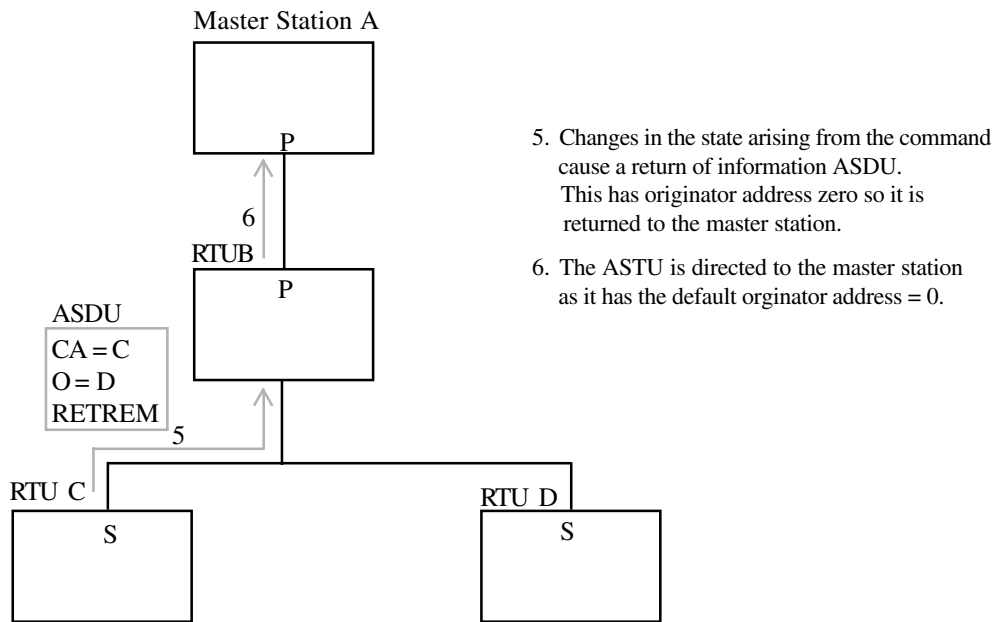 Master Station A
P
5. Changes in the state arising from the command
cause a return of information ASDU.
This has originator address zero so it is
returned to the master station.
6
RTUB
6. The ASTU is directed to the master station
as it has the default orginator address = 0.
P
ASDU
CA = C
O = D
RETREM
5
RTU C
RTU D
S
S